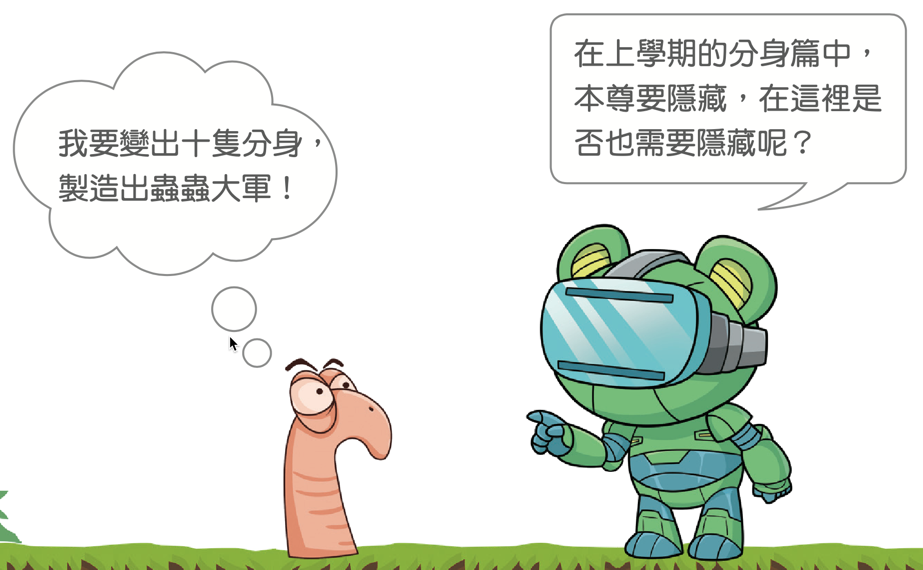 我要變出十隻分身，
製造出蟲蟲大軍！
在上學期的分身篇中，
本尊要隱藏，在這裡是
否也需要隱藏呢？